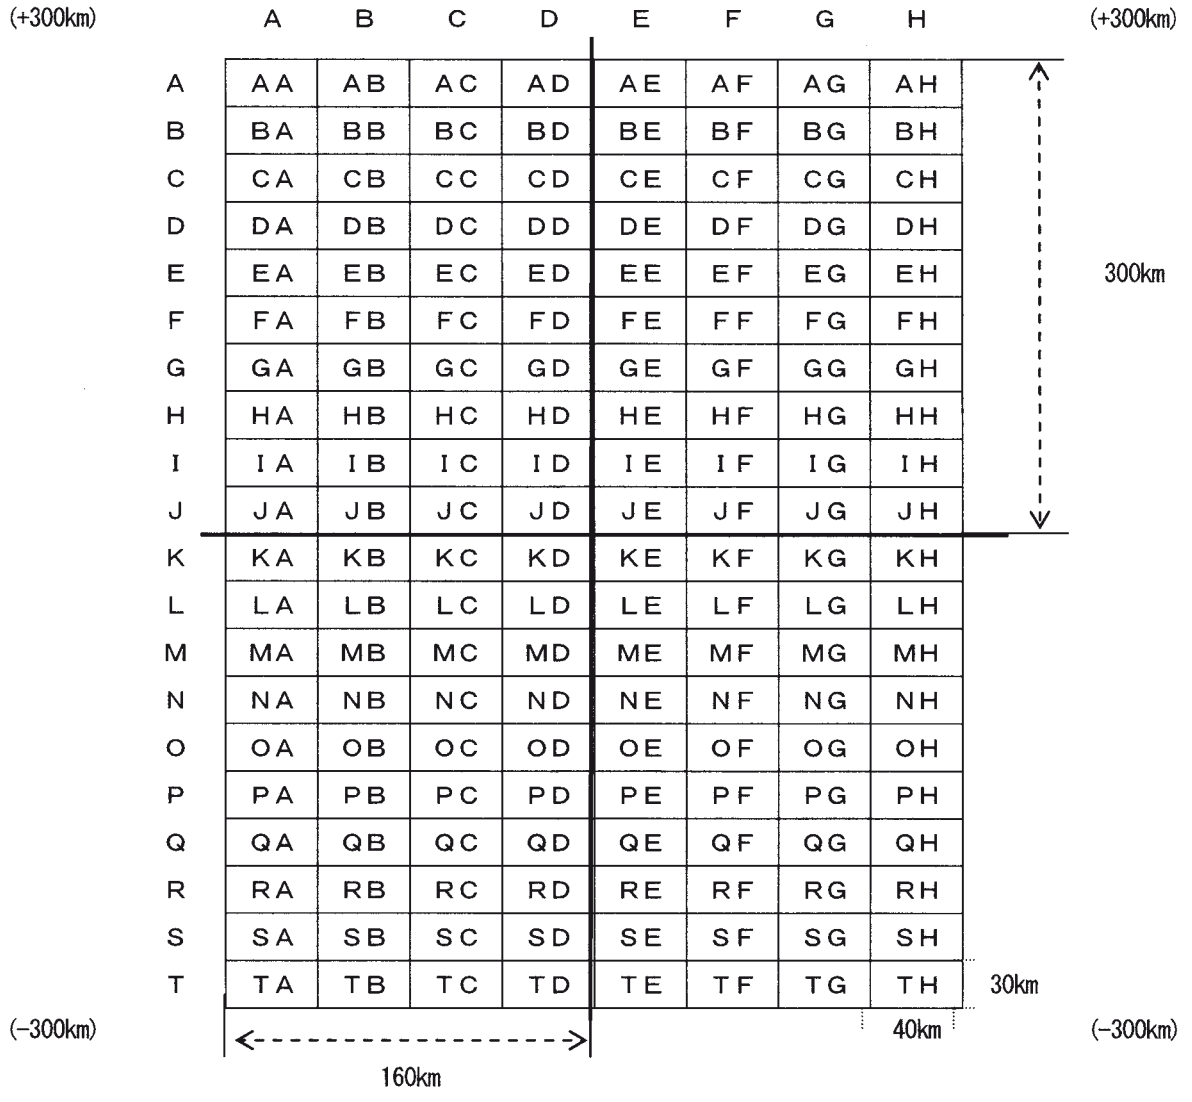 (+300km) A B C D E F G H (+300km)
A AA AB AC AD AE AF AG AH
B BA BB BC BD BE BF BG BH
C CA CB CC CD CE CF CG CH
D DA DB DC DD DE DF DG DH
E EA EB EC ED EE EF EG EH 300km
F FA FB FC FD FE FF FG FH
G GA GB GC GD GE GF GG GH
H HA HB HC HD HE HF HG HH
I IA IB IC ID IE IF IG IH
J JA JB JC JD JE JF JG JH
K KA KB KC KD KE KF KG KH
L LA LB LC LD LE LF LG LH
M MA MB MC MD ME MF MG MH
N NA NB NC ND NE NF NG NH
O OA OB OC OD OE OF OG OH
P PA PB PC PD PE PF PG PH
Q QA QB QC QD QE QF QG QH
R RA RB RC RD RE RF RG RH
S SA SB SC SD SE SF SG SH
T TA TB TC TD TE TF TG TH 30km
(-300km) 40km (-300km)
160km